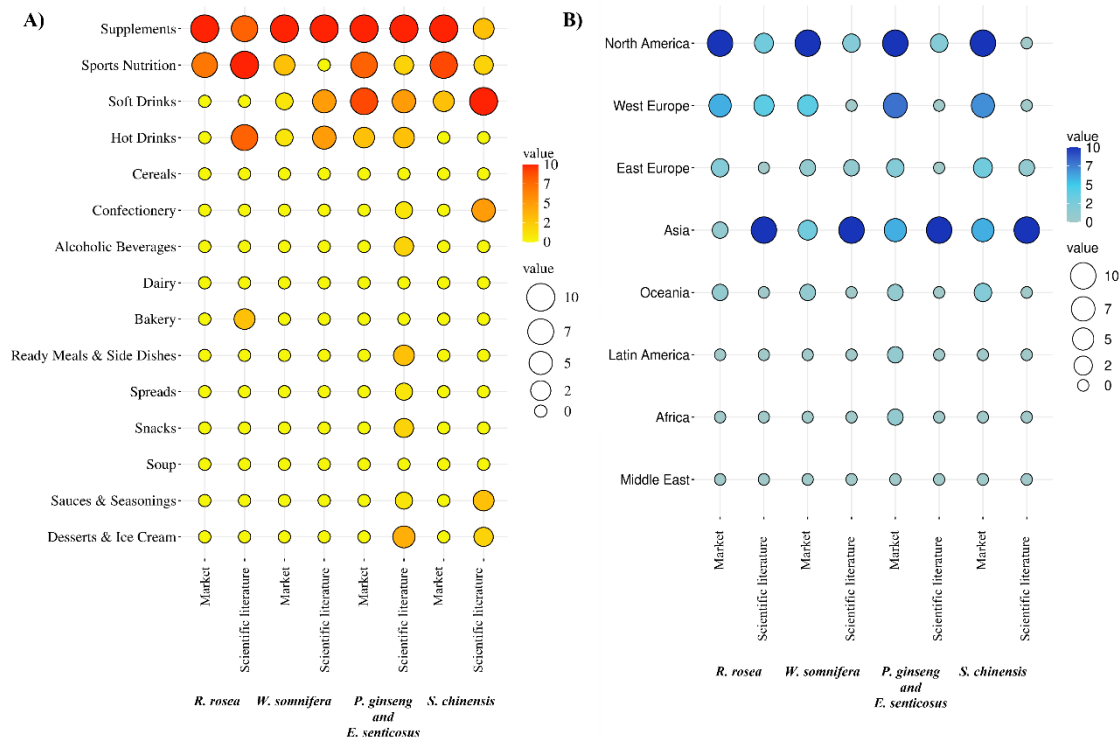 A)
Supplements
Sports Nutrition
Soft Drinks
Hot Drinks
Cereals
Confectionery
Alcoholic Beverages
Dairy
Bakery
Ready Meals & Side Dishes
Spreads
Snacks
Soup
Sauces & Seasonings
Desserts & Ice Cream
Market
Scientific literature
Market
Scientific literature
Market
Scientific literature
Market
Scientific literature
R. rosea
W. somnifera
P. ginseng
and
E. senticosus
S. chinensis
value
10
7
5
2
0
value
10
7
5
2
0
B)
North America
West Europe
East Europe
Asia
Oceania
Latin America
Africa
Middle East
Market
Scientific literature
Market
Scientific literature
Market
Scientific literature
Market
Scientific literature
R. rosea
W. somnifera
P. ginseng
and
E. senticosus
S. chinensis
value
10
7
5
2
0
value
10
7
5
2
0